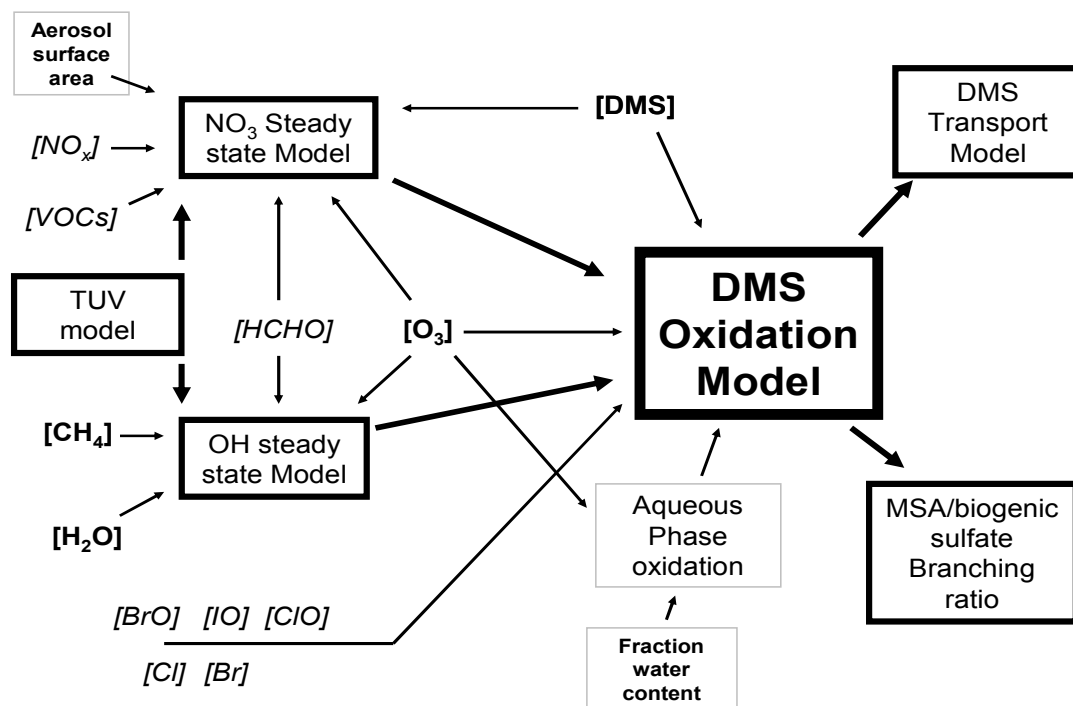 Aerosol
surface
area
[NOₓ]
[VOCs]
NO₃ Steady
state Model
[DMS]
DMS
Transport
Model
TUV
model
[HCHO]
[O₃]
DMS
Oxidation
Model
[CH₄]
[H₂O]
OH steady
state Model
Aqueous
Phase
oxidation
MSA/biogenic
sulfate
Branching
ratio
[BrO] [IO] [ClO]
[Cl] [Br]
Fraction
water
content